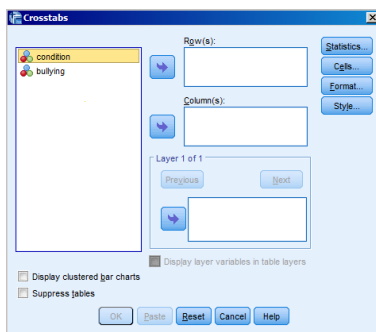 Crosstabs
condition
bullying
Row(s):
Column(s):
Layer 1 of 1
Previous
Next
Display layer variables in table layers
Statistics...
Cells...
Format...
Style...
Display clustered bar charts
Suppress tables
OK
Paste
Reset
Cancel
Help